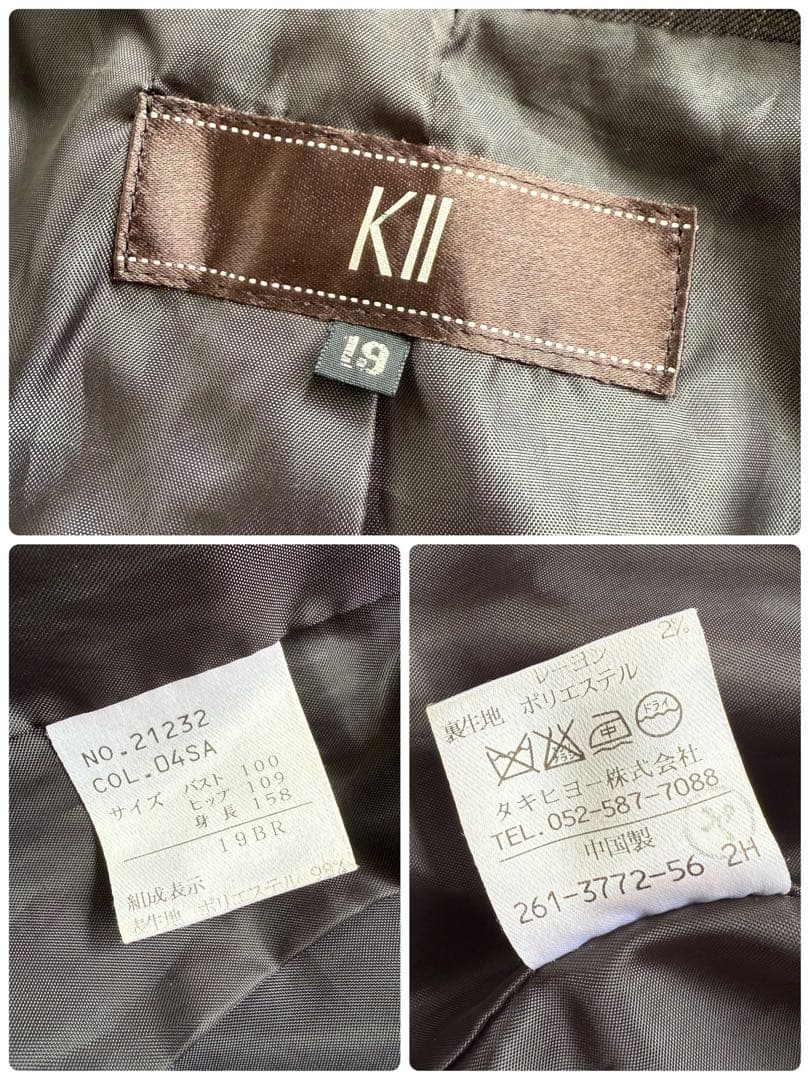 KII
19
NO.21232
COL.04SA
サイズ バスト 100
ヒップ 109
身長 158
19BR
組成表示
表生地 ポリエステル 98%
レーヨン 2%
裏生地 ポリエステル
ドライ
タキヒヨー株式会社
TEL.052-587-7088
中国製
261-3772-56 2H